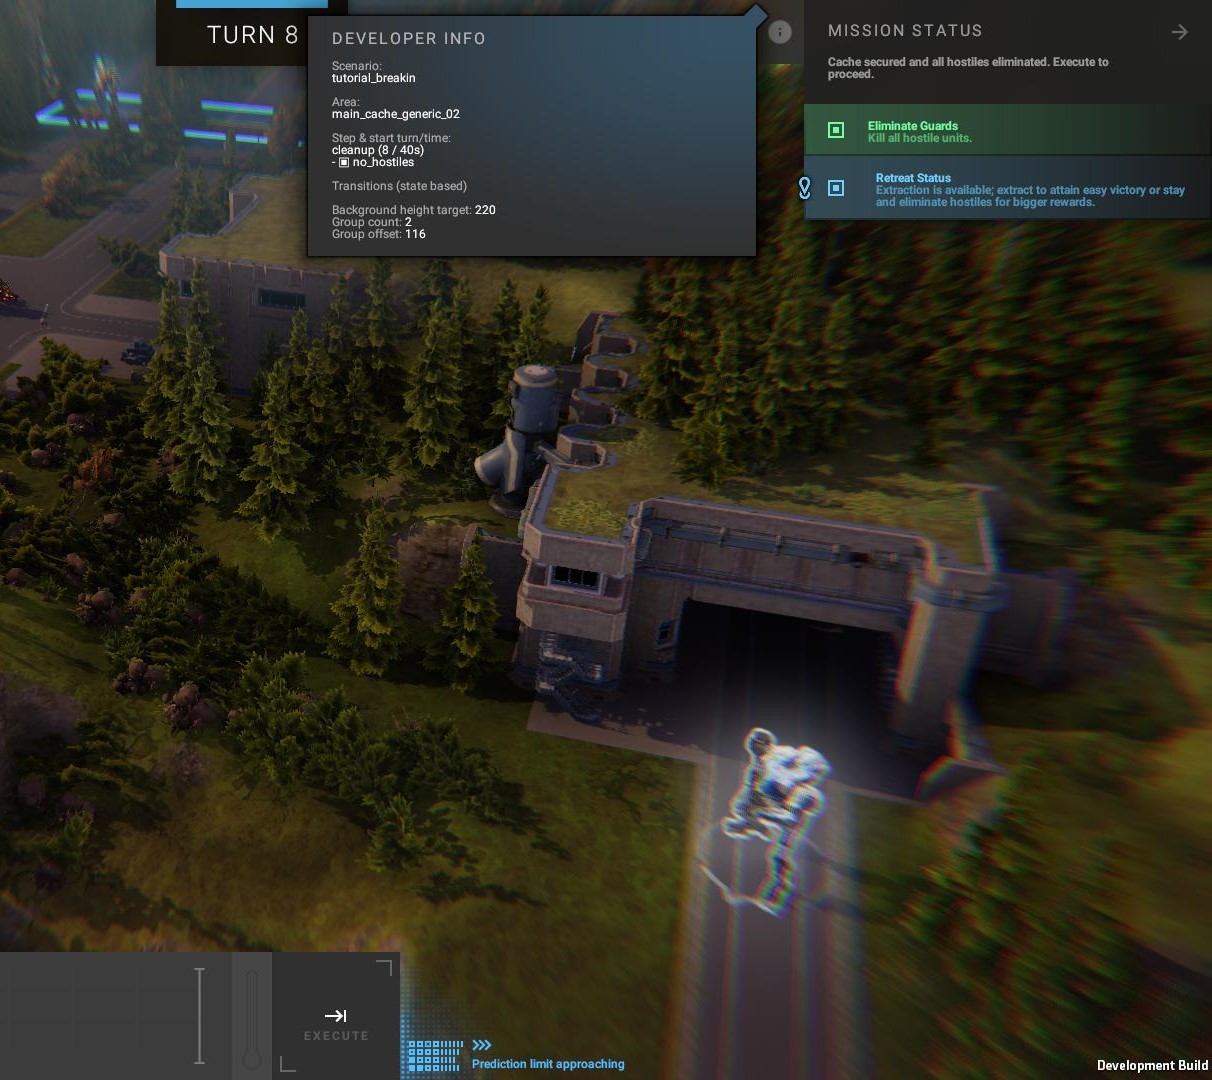 TURN 8
DEVELOPER INFO
Scenario:
tutorial_breakin
Area:
main_cache_generic_02
Step & start turn/time:
cleanup (8 / 40s)
- ▣ no_hostiles
Transitions (state based)
Background height target: 220
Group count: 2
Group offset: 116
MISSION STATUS
Cache secured and all hostiles eliminated. Execute to
proceed.
Eliminate Guards
Kill all hostile units.
Retreat Status
Extraction is available; extract to attain easy victory or stay
and eliminate hostiles for bigger rewards.
EXECUTE
Prediction limit approaching
Development Build